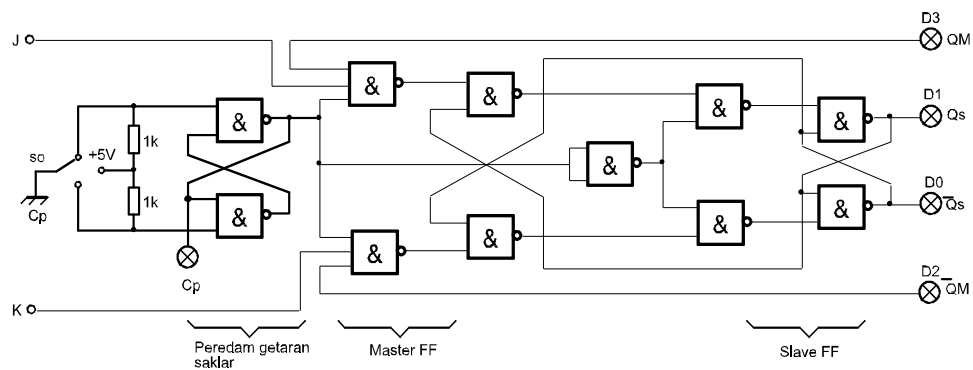 D3
J
QM
&
&
D1
&
&
&
Qs
1k
+5V
&
so
D0
Qs
Cp
1k
&
&
&
&
&
D2
Cp
QM
K
Peredam getaran
saklar
Master FF
Slave FF